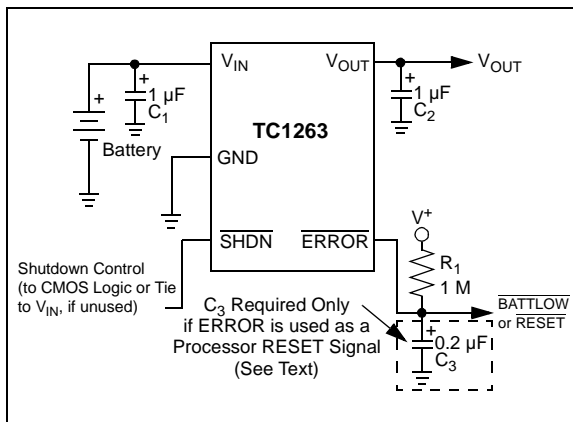 V_IN
V_OUT
V_OUT
+
1 µF
C_1
+
1 µF
C_2
+
Battery
TC1263
GND
V^+
SHDN
ERROR
R_1
1 M
Shutdown Control
(to CMOS Logic or Tie
to V_IN, if unused)
BATTLOW
or RESET
C_3 Required Only
if ERROR is used as a
Processor RESET Signal
(See Text)
+
0.2 µF
C_3